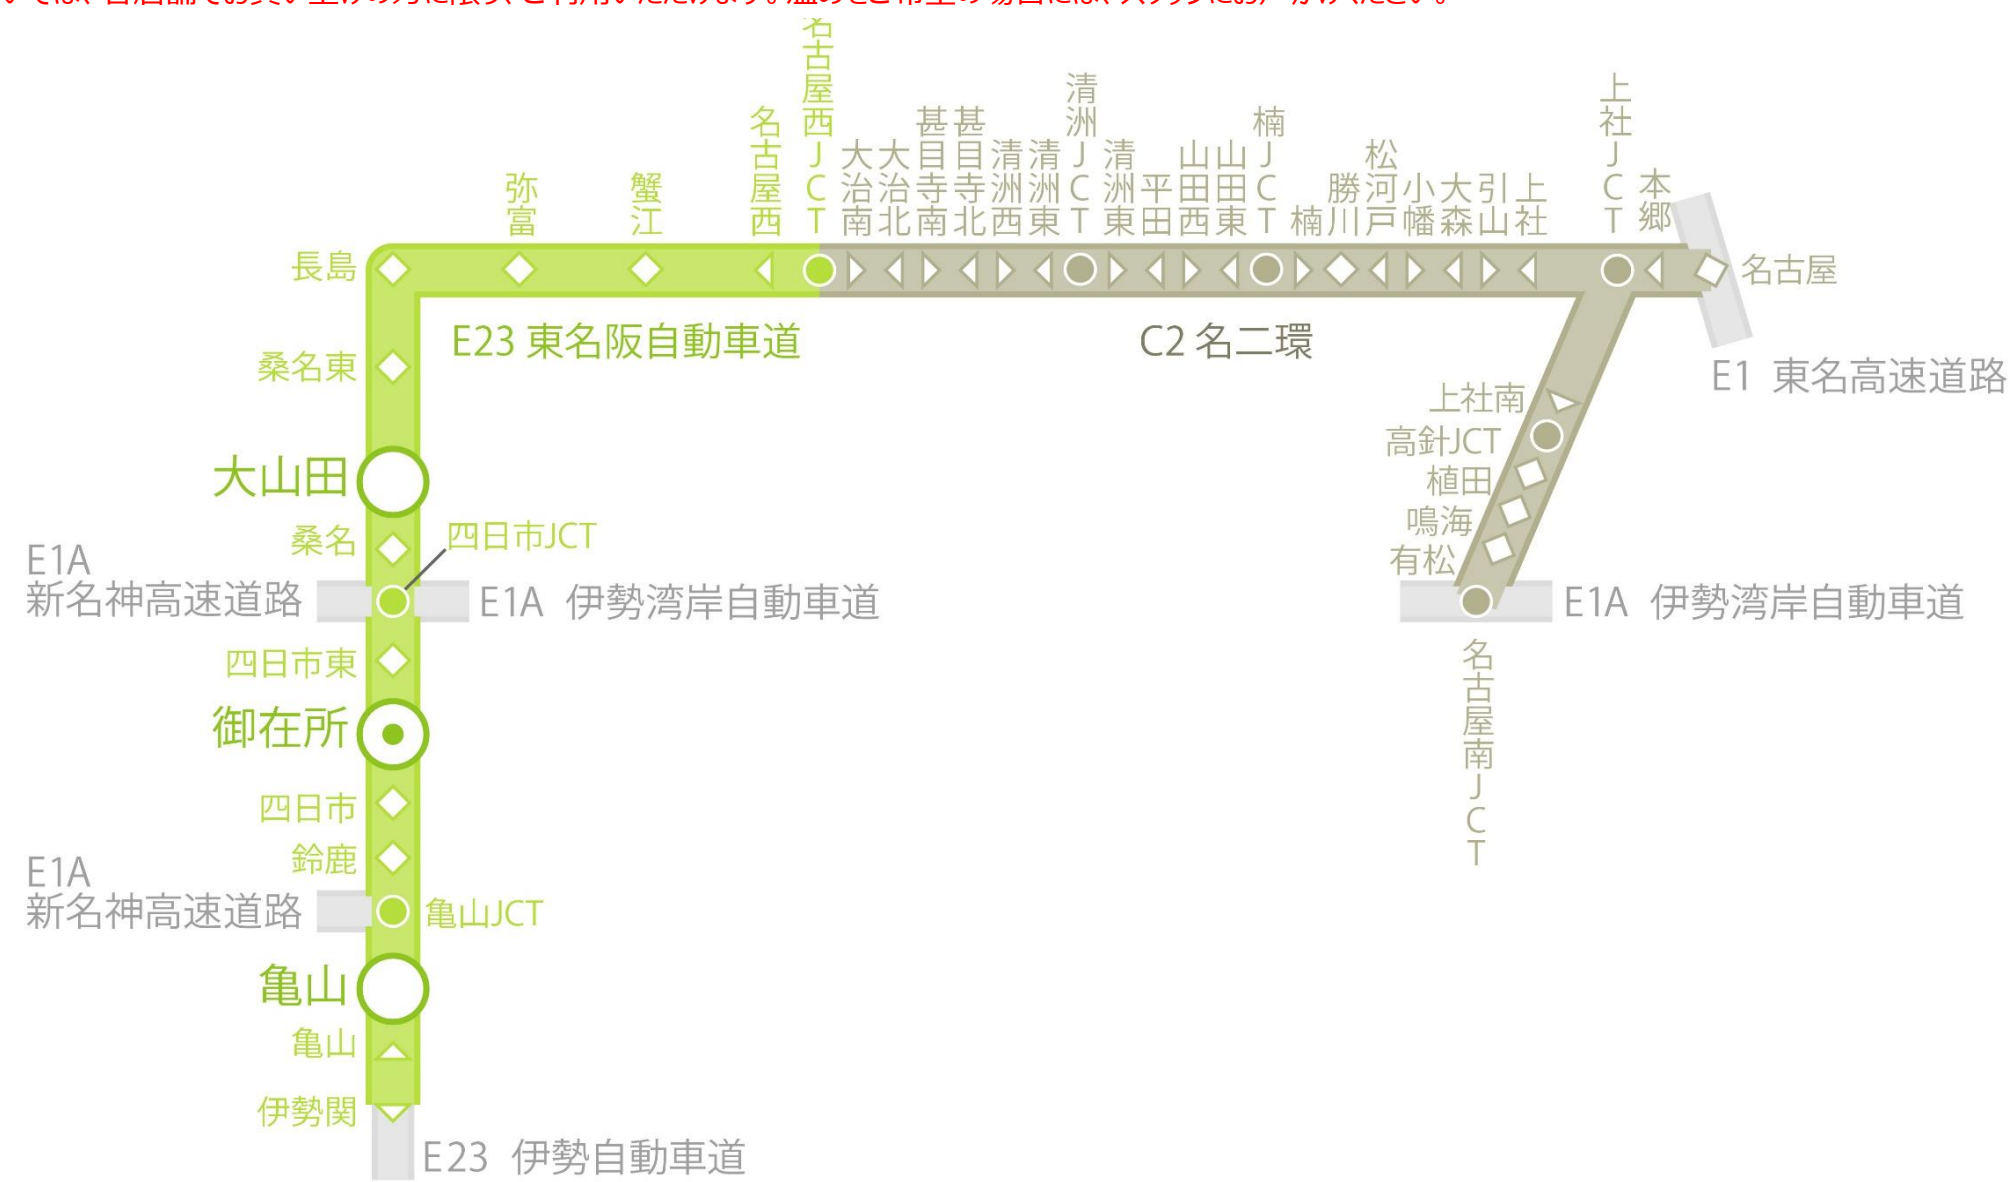 名古屋西JCT
名古屋西
大治南
大治北
甚目寺南
甚目寺北
清洲西
清洲東
清洲JCT
清洲東
平田
山田西
山田東
楠JCT
楠
勝川
松河戸
小幡
大森
引山
上社
上社JCT
本郷
弥富
蟹江
長島
名古屋
E23 東名阪自動車道
C2 名二環
E1 東名高速道路
桑名東
上社南
高針JCT
大山田
植田
鳴海
桑名
四日市JCT
有松
E1A
新名神高速道路
E1A 伊勢湾岸自動車道
E1A 伊勢湾岸自動車道
四日市東
名古屋南JCT
御在所
四日市
鈴鹿
E1A
新名神高速道路
亀山JCT
亀山
亀山
伊勢関
E23 伊勢自動車道